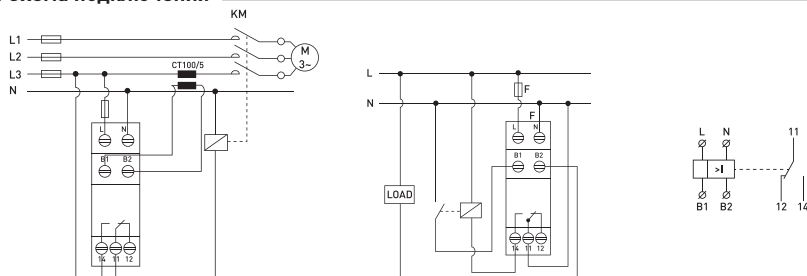 KM
L1
L2
L3
N
CT100/5
M
3~
L N
B1 B2
14 11 12
L
N
F
F
L N
B1 B2
LOAD
14 11 12
L N
>I
B1 B2
11
12 14